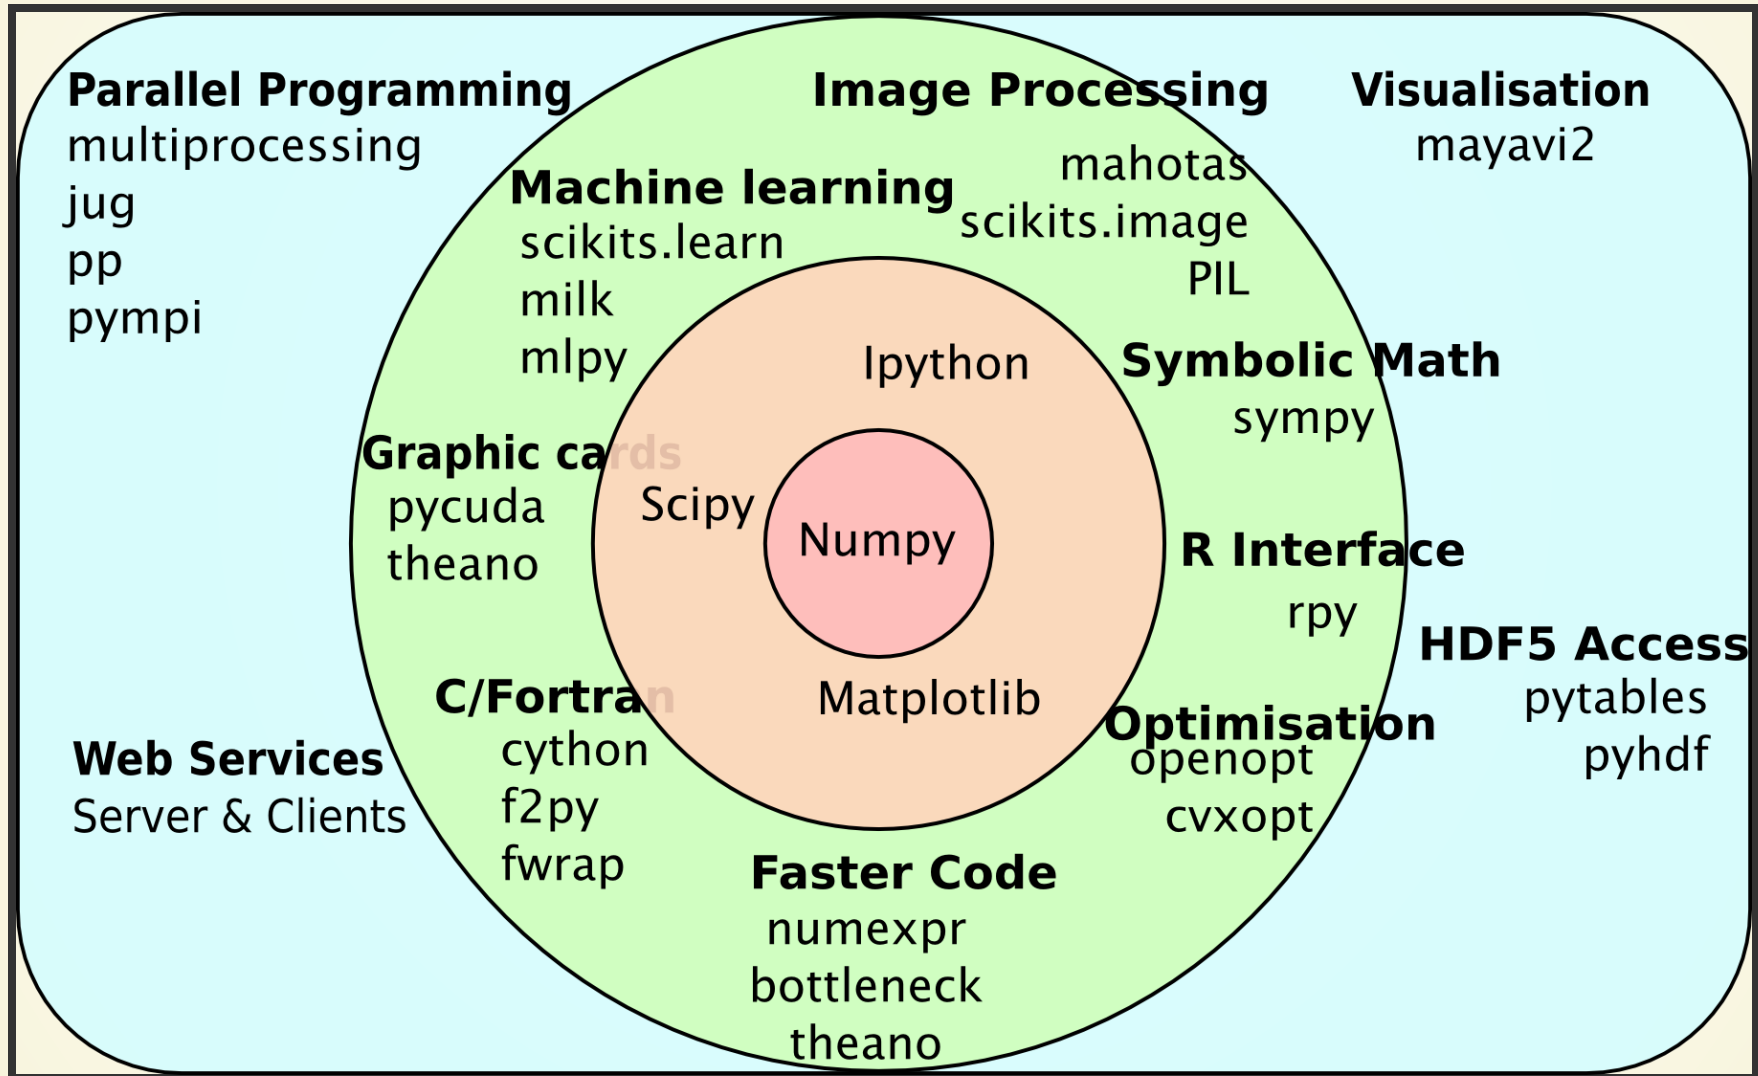 Parallel Programming
multiprocessing
jug
pp
pympi
Image Processing
mahotas
scikits.image
PIL
Visualisation
mayavi2
Machine learning
scikits.learn
milk
mlpy
Symbolic Math
sympy
Ipython
Graphic cards
pycuda
theano
Scipy
Numpy
Matplotlib
R Interface
rpy
HDF5 Access
pytables
pyhdf
C/Fortran
cython
f2py
fwrap
Optimisation
openopt
cvxopt
Web Services
Server & Clients
Faster Code
numexpr
bottleneck
theano